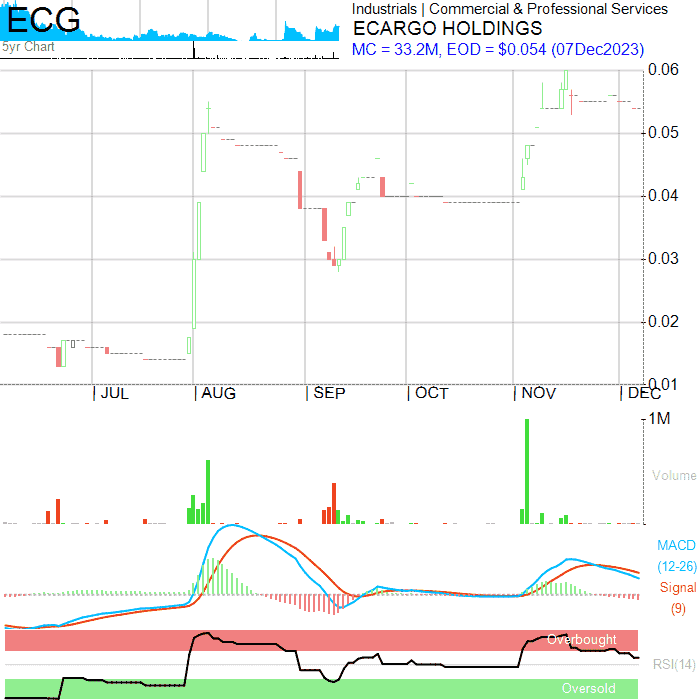 ECG
5yr Chart
Industrials | Commercial & Professional Services
ECARGO HOLDINGS
MC = 33.2M, EOD = $0.054 (07Dec2023)
0.06
0.05
0.04
0.03
0.02
0.01
JUL AUG SEP OCT NOV DEC
1M
Volume
MACD
(12-26)
Signal
(9)
Overbought
RSI(14)
Oversold